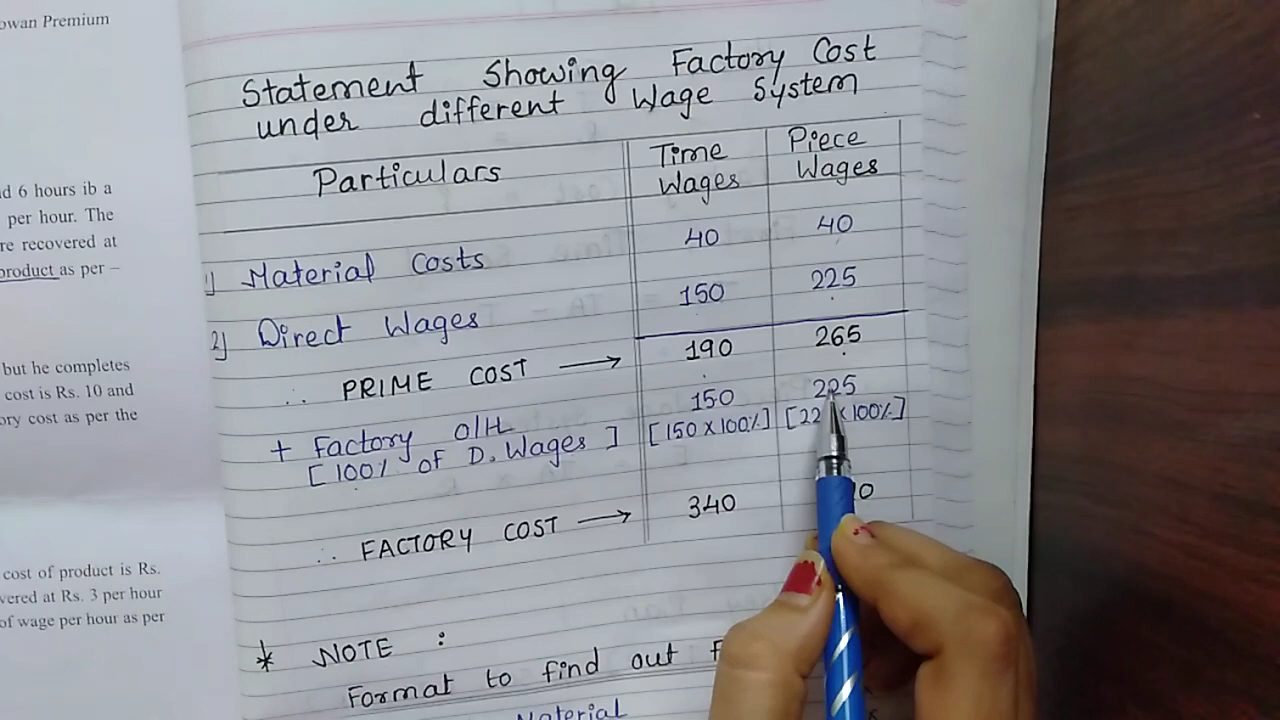 owan Premium
d 6 hours ib a
per hour. The
re recovered at
product as per –
but he completes
cost is Rs. 10 and
ory cost as per the
cost of product is Rs.
vered at Rs. 3 per hour
of wage per hour as per
Statement Showing Factory Cost
under different Wage System
Particulars Time Wages Piece Wages
1) Material Costs 40 40
2) Direct Wages 150 225
∴ PRIME COST → 190 265
+ Factory O/H 150 225
[100% of D. Wages] [150 x 100%] [22 x 100%]
∴ FACTORY COST → 340 0
* NOTE :
Format to find out F
Material